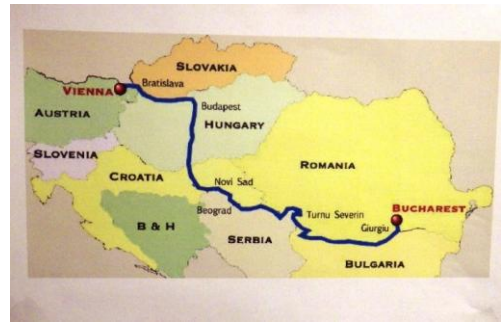 SLOVAKIA
VIENNA
Bratislava
AUSTRIA
Budapest
HUNGARY
SLOVENIA
ROMANIA
CROATIA
Novi Sad
Beograd
Turnu Severin
BUCHAREST
B & H
Giurgiu
SERBIA
BULGARIA